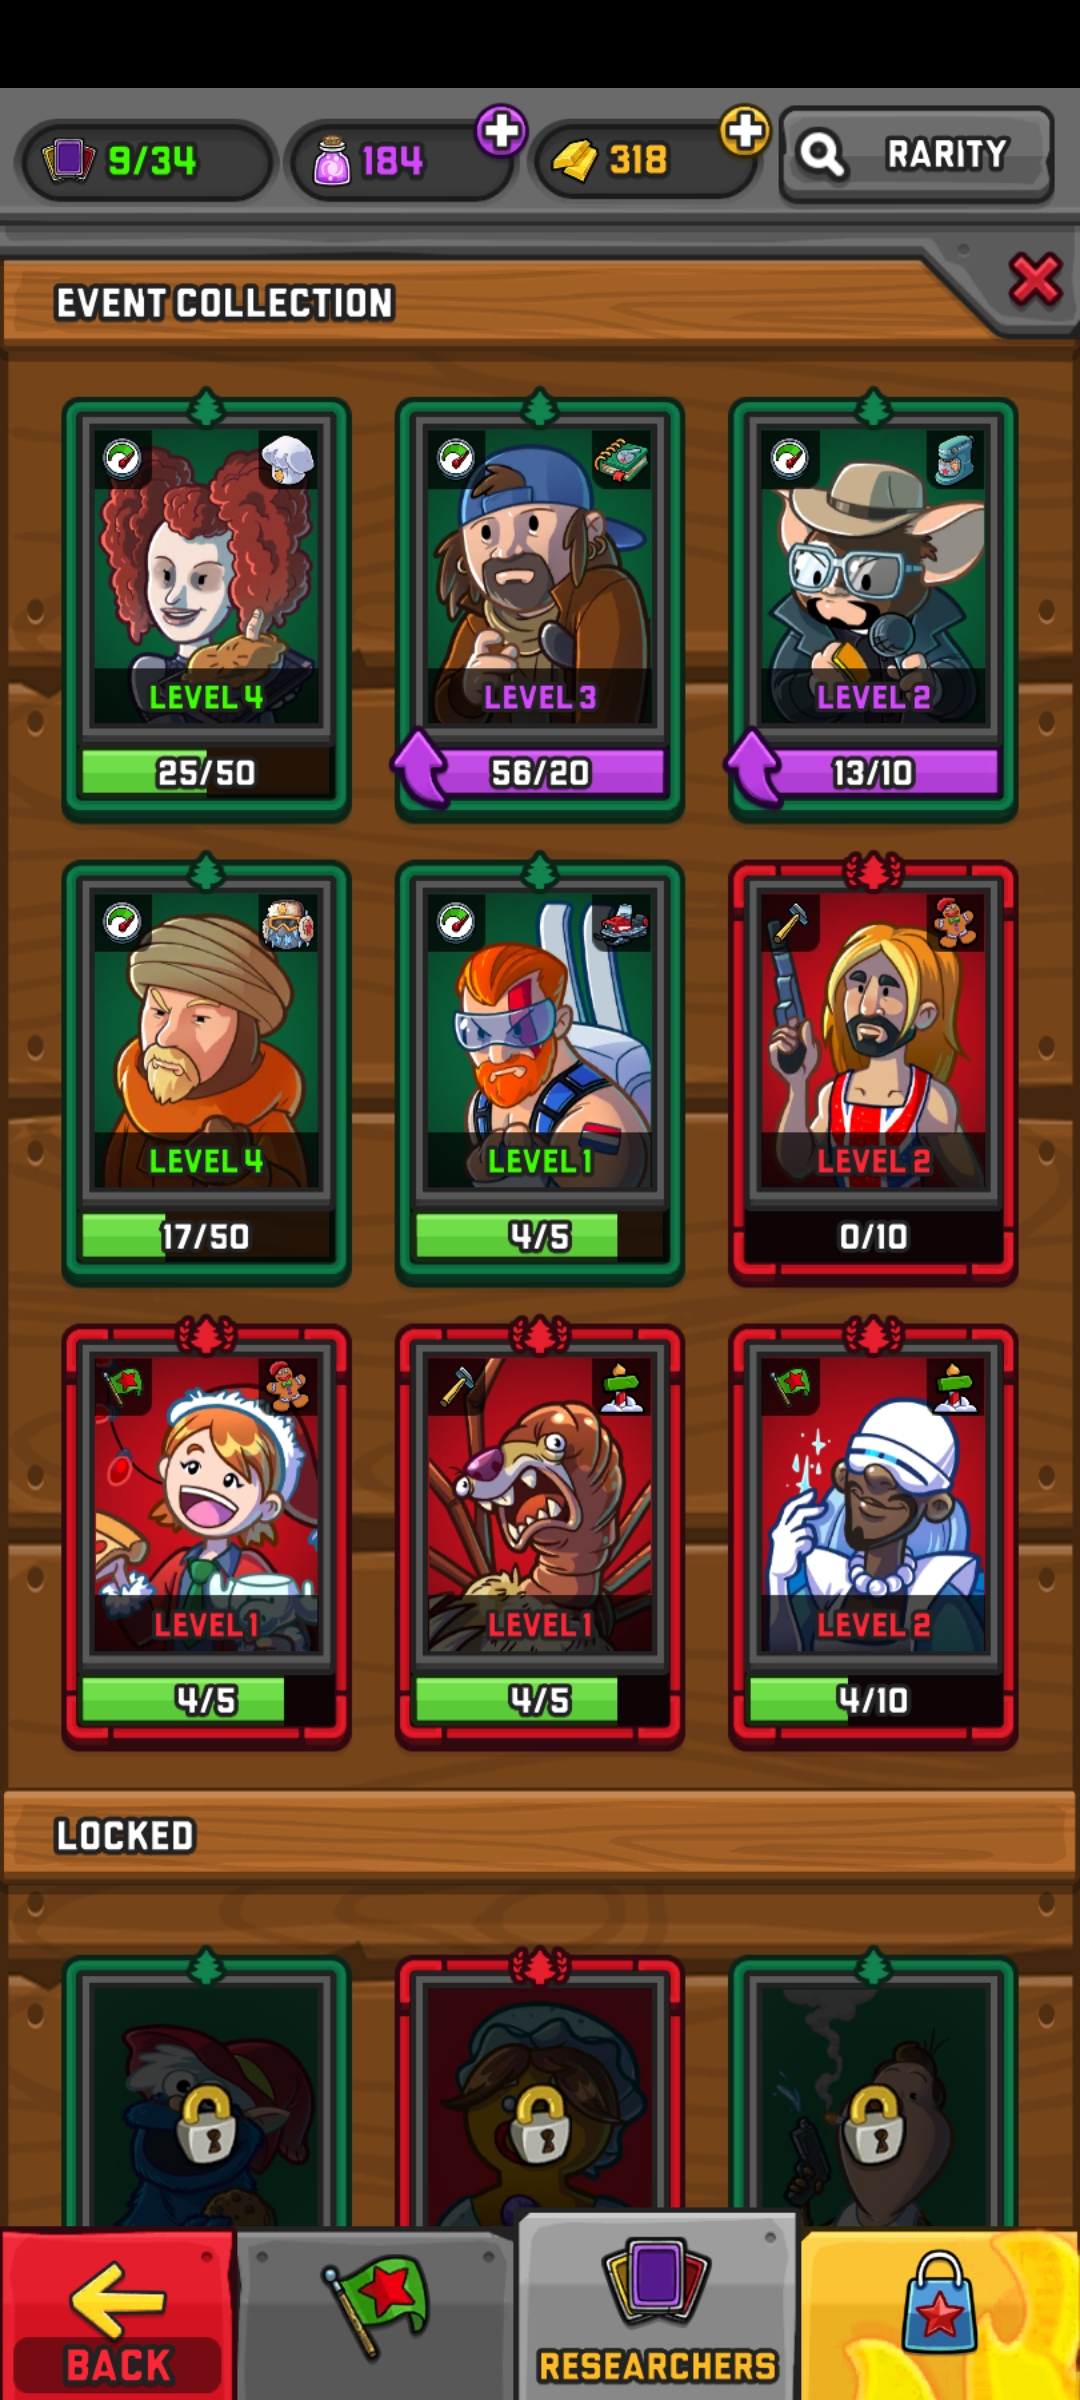 9/34
184
318
RARITY
EVENT COLLECTION
LEVEL 4
LEVEL 3
LEVEL 2
25/50
56/20
13/10
LEVEL 4
LEVEL 1
LEVEL 2
17/50
4/5
0/10
LEVEL 1
LEVEL 1
LEVEL 2
4/5
4/5
4/10
LOCKED
BACK
RESEARCHERS